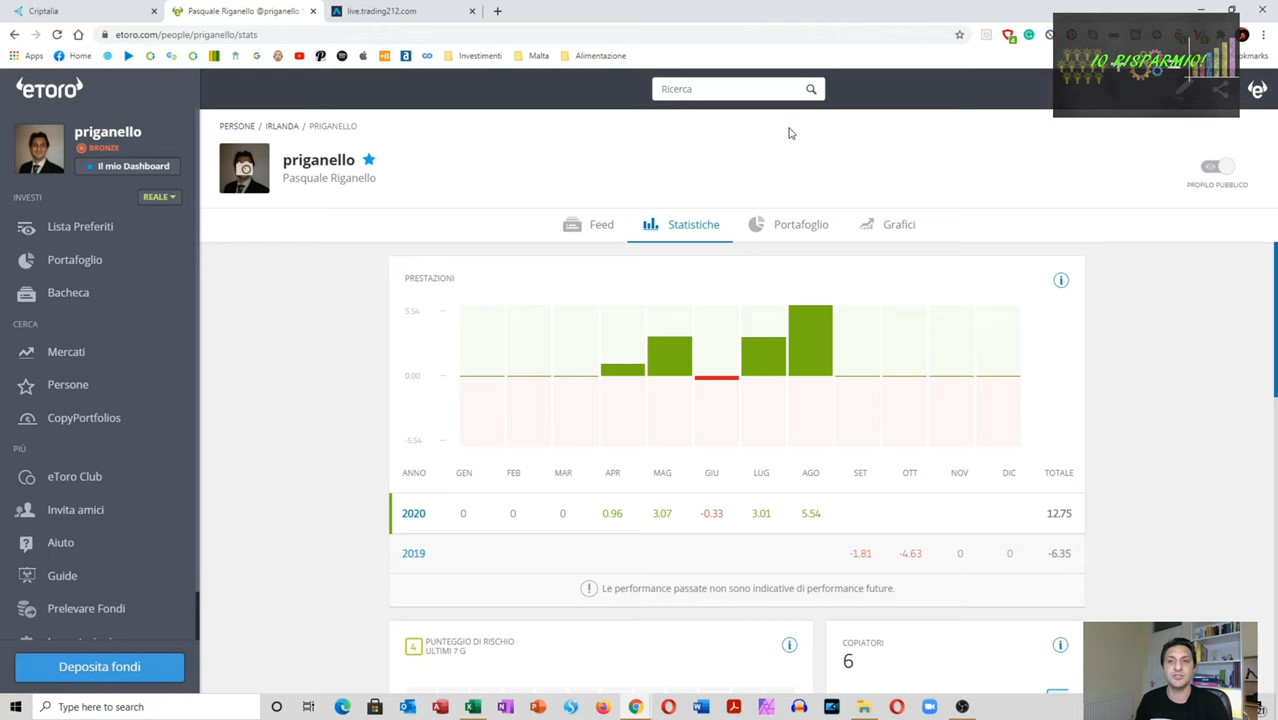 Criptalia
Pasquale Riganello @priganello S
live.trading212.com
etoro.com/people/priganello/stats
4
Apps
Home
Investimenti
Malta
Alimentazione
okmarks
IO RISPARMIO!
eTORO
Ricerca
priganello
BRONZE
Il mio Dashboard
INVESTI
REALE
Lista Preferiti
Portafoglio
Bacheca
CERCA
Mercati
Persone
CopyPortfolios
PIÙ
eToro Club
Invita amici
Aiuto
Guide
Prelevare Fondi
Deposita fondi
PERSONE / IRLANDA / PRIGANELLO
priganello
Pasquale Riganello
PROFILO PUBBLICO
Feed
Statistiche
Portafoglio
Grafici
PRESTAZIONI
5.54
0.00
-5.54
ANNO GEN FEB MAR APR MAG GIU LUG AGO SET OTT NOV DIC TOTALE
2020 0 0 0 0.96 3.07 -0.33 3.01 5.54 12.75
2019 -1.81 -4.63 0 0 -6.35
Le performance passate non sono indicative di performance future.
4 PUNTEGGIO DI RISCHIO
ULTIMI 7 G
COPIATORI
6
Type here to search